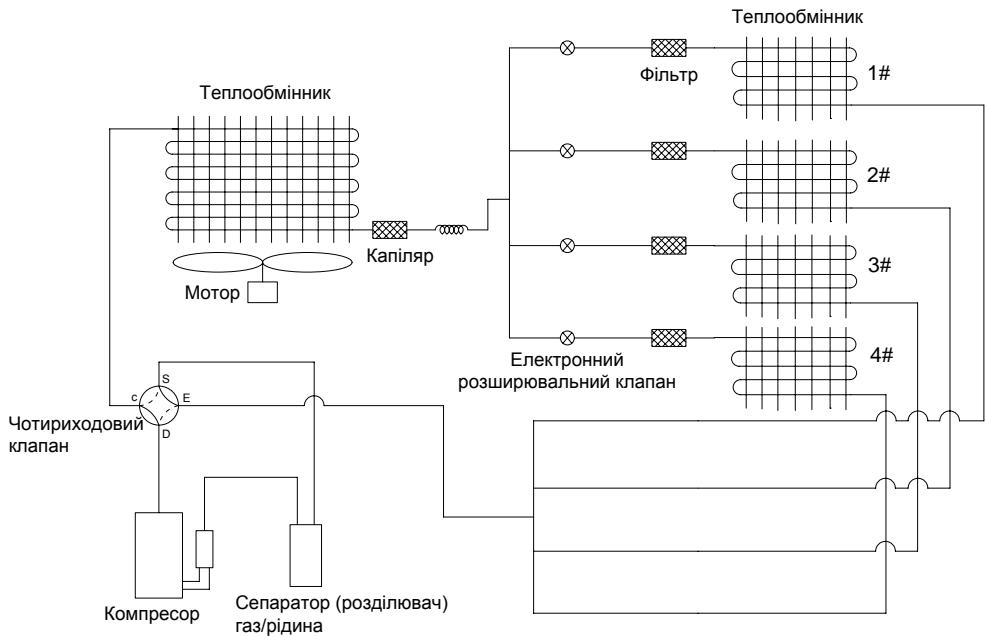 Теплообмінник
Фільтр
1#
Теплообмінник
2#
Капіляр
3#
Мотор
Електронний
розширювальний клапан
4#
S
c
E
D
Чотириходовий
клапан
Компресор
Сепаратор (розділювач)
газ/рідина